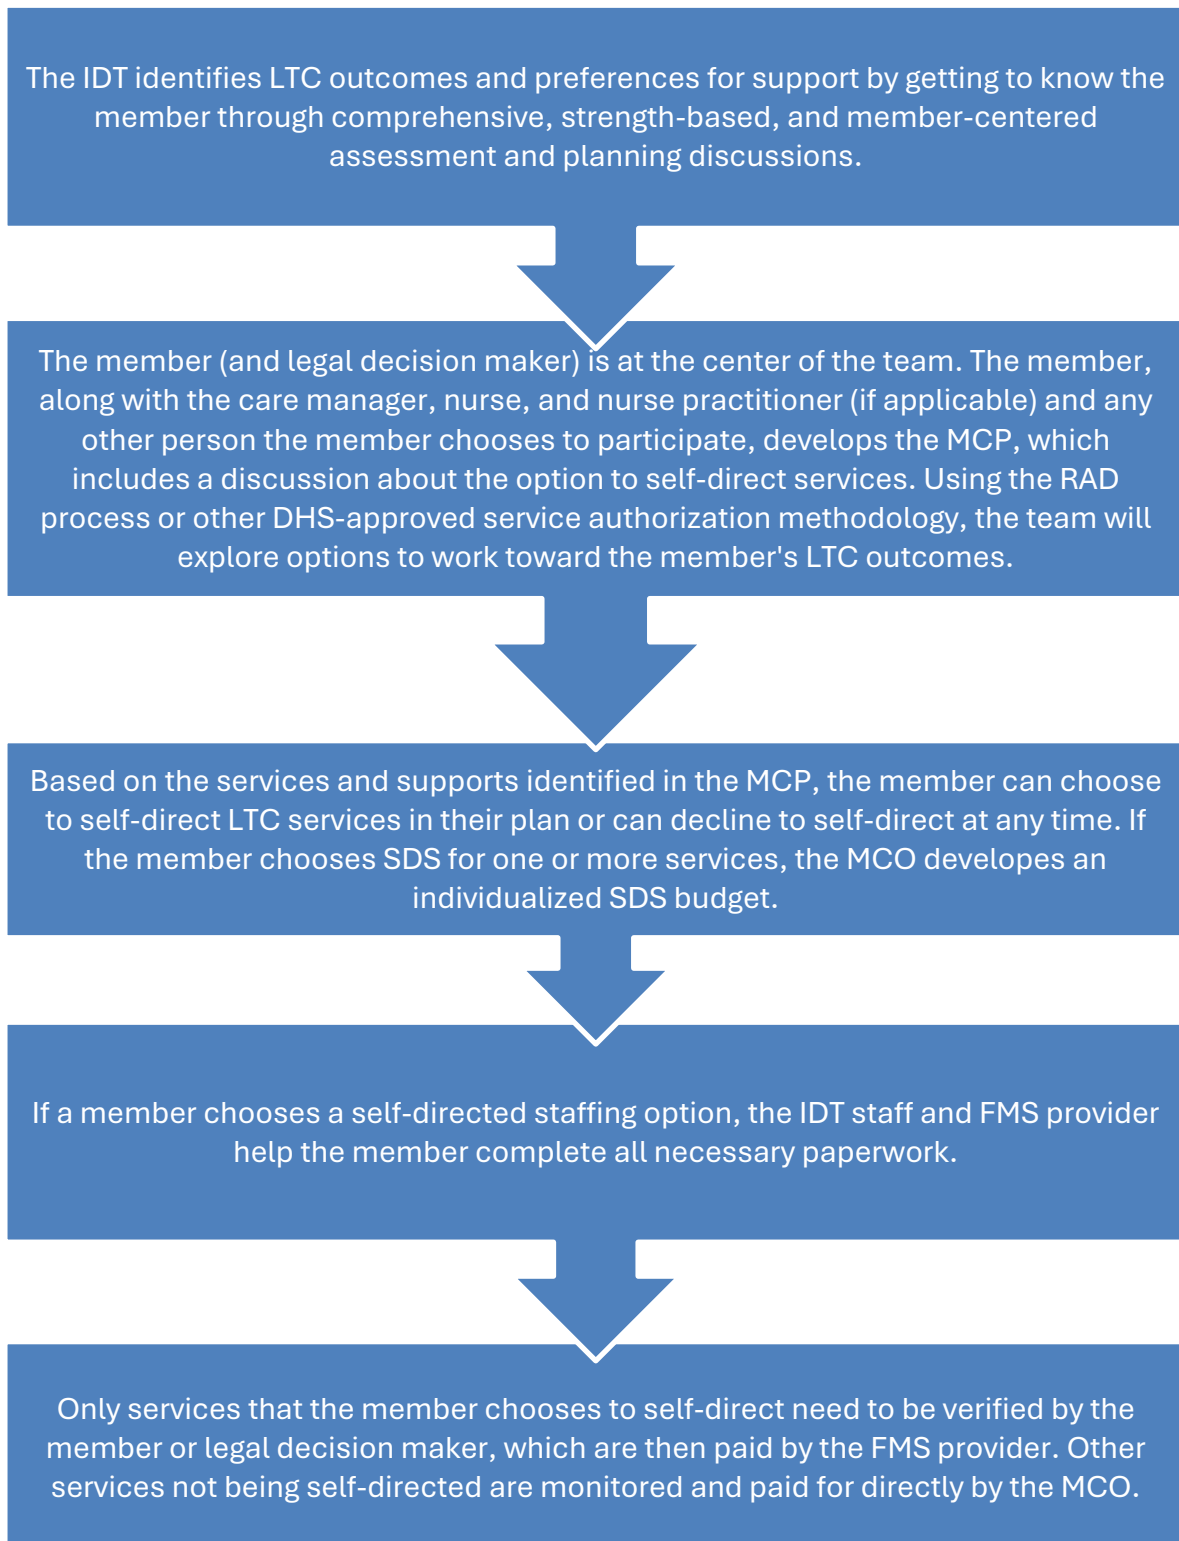 The IDT identifies LTC outcomes and preferences for support by getting to know the
member through comprehensive, strength-based, and member-centered
assessment and planning discussions.
The member (and legal decision maker) is at the center of the team. The member,
along with the care manager, nurse, and nurse practitioner (if applicable) and any
other person the member chooses to participate, develops the MCP, which
includes a discussion about the option to self-direct services. Using the RAD
process or other DHS-approved service authorization methodology, the team will
explore options to work toward the member's LTC outcomes.
Based on the services and supports identified in the MCP, the member can choose
to self-direct LTC services in their plan or can decline to self-direct at any time. If
the member chooses SDS for one or more services, the MCO developes an
individualized SDS budget.
If a member chooses a self-directed staffing option, the IDT staff and FMS provider
help the member complete all necessary paperwork.
Only services that the member chooses to self-direct need to be verified by the
member or legal decision maker, which are then paid by the FMS provider. Other
services not being self-directed are monitored and paid for directly by the MCO.